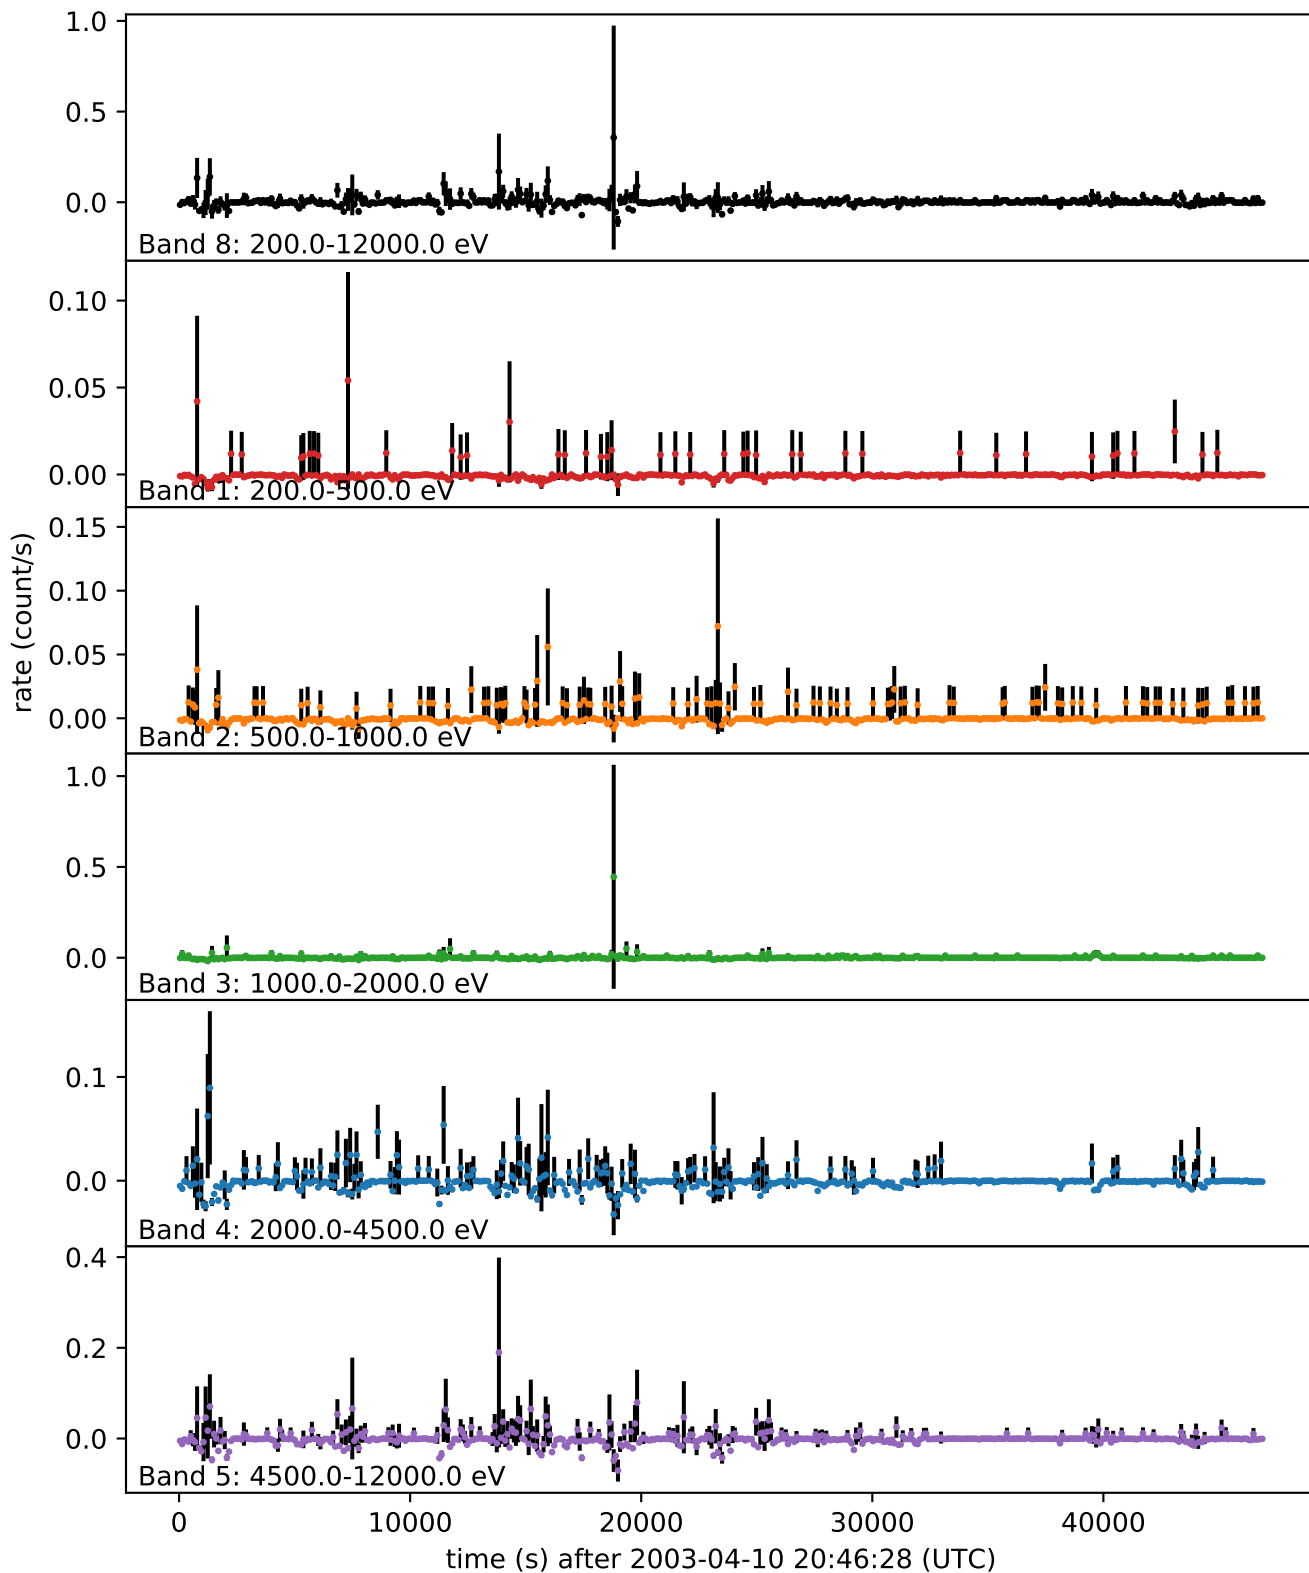 1.0
0.5
0.0
Band 8: 200.0-12000.0 eV
0.10
0.05
0.00
Band 1: 200.0-500.0 eV
rate (count/s)
0.15
0.10
0.05
0.00
Band 2: 500.0-1000.0 eV
1.0
0.5
0.0
Band 3: 1000.0-2000.0 eV
0.1
0.0
Band 4: 2000.0-4500.0 eV
0.4
0.2
0.0
Band 5: 4500.0-12000.0 eV
0 10000 20000 30000 40000
time (s) after 2003-04-10 20:46:28 (UTC)